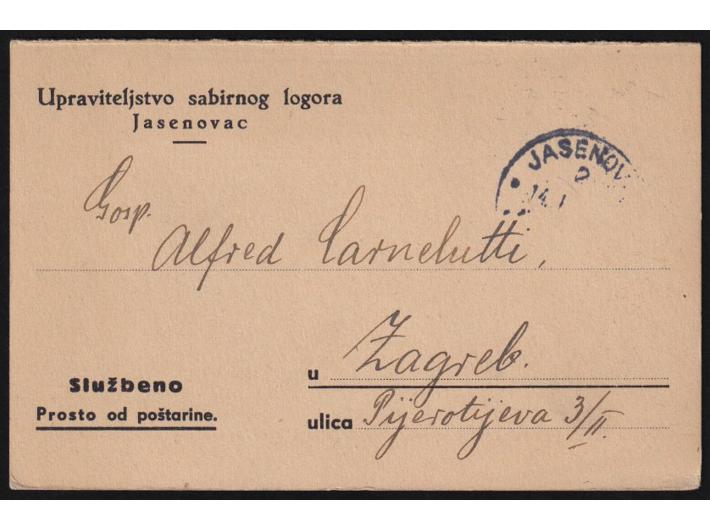 Upraviteljstvo sabirnog logora
Jasenovac
JASENOV
2
14. I
Gosp.
Alfred Carnelutti,
u Zagreb.
Službeno
Prosto od poštarine.
ulica Pijerotijeva 3/II.